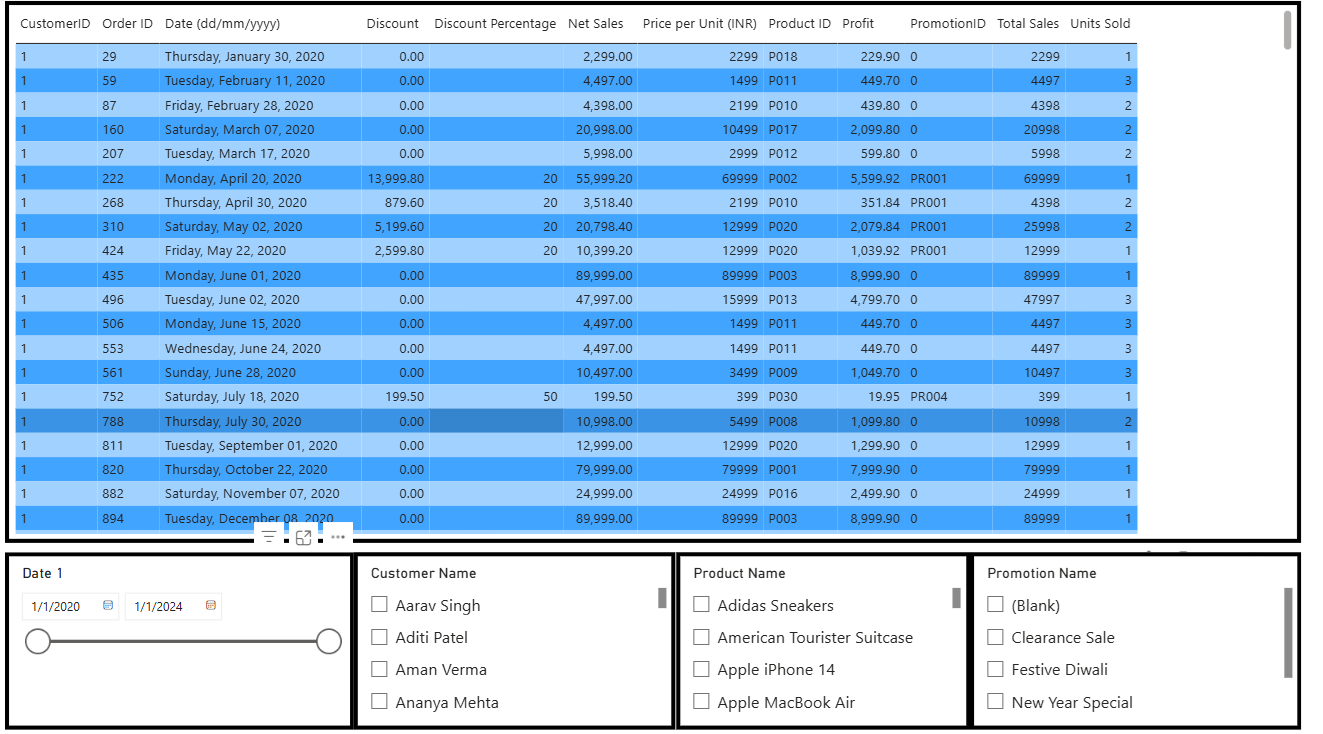 CustomerID Order ID Date (dd/mm/yyyy) Discount Discount Percentage Net Sales Price per Unit (INR) Product ID Profit PromotionID Total Sales Units Sold
1 29 Thursday, January 30, 2020 0.00 2,299.00 2299 P018 229.90 0 2299 1
1 59 Tuesday, February 11, 2020 0.00 4,497.00 1499 P011 449.70 0 4497 3
1 87 Friday, February 28, 2020 0.00 4,398.00 2199 P010 439.80 0 4398 2
1 160 Saturday, March 07, 2020 0.00 20,998.00 10499 P017 2,099.80 0 20998 2
1 207 Tuesday, March 17, 2020 0.00 5,998.00 2999 P012 599.80 0 5998 2
1 222 Monday, April 20, 2020 13,999.80 20 55,999.20 69999 P002 5,599.92 PR001 69999 1
1 268 Thursday, April 30, 2020 879.60 20 3,518.40 2199 P010 351.84 PR001 4398 2
1 310 Saturday, May 02, 2020 5,199.60 20 20,798.40 12999 P020 2,079.84 PR001 25998 2
1 424 Friday, May 22, 2020 2,599.80 20 10,399.20 12999 P020 1,039.92 PR001 12999 1
1 435 Monday, June 01, 2020 0.00 89,999.00 89999 P003 8,999.90 0 89999 1
1 496 Tuesday, June 02, 2020 0.00 47,997.00 15999 P013 4,799.70 0 47997 3
1 506 Monday, June 15, 2020 0.00 4,497.00 1499 P011 449.70 0 4497 3
1 553 Wednesday, June 24, 2020 0.00 4,497.00 1499 P011 449.70 0 4497 3
1 561 Sunday, June 28, 2020 0.00 10,497.00 3499 P009 1,049.70 0 10497 3
1 752 Saturday, July 18, 2020 199.50 50 199.50 399 P030 19.95 PR004 399 1
1 788 Thursday, July 30, 2020 0.00 10,998.00 5499 P008 1,099.80 0 10998 2
1 811 Tuesday, September 01, 2020 0.00 12,999.00 12999 P020 1,299.90 0 12999 1
1 820 Thursday, October 22, 2020 0.00 79,999.00 79999 P001 7,999.90 0 79999 1
1 882 Saturday, November 07, 2020 0.00 24,999.00 24999 P016 2,499.90 0 24999 1
1 894 Tuesday, December 08, 2020 0.00 89,999.00 89999 P003 8,999.90 0 89999 1
Date 1
1/1/2020 1/1/2024
Customer Name
Aarav Singh
Aditi Patel
Aman Verma
Ananya Mehta
Product Name
Adidas Sneakers
American Tourister Suitcase
Apple iPhone 14
Apple MacBook Air
Promotion Name
(Blank)
Clearance Sale
Festive Diwali
New Year Special